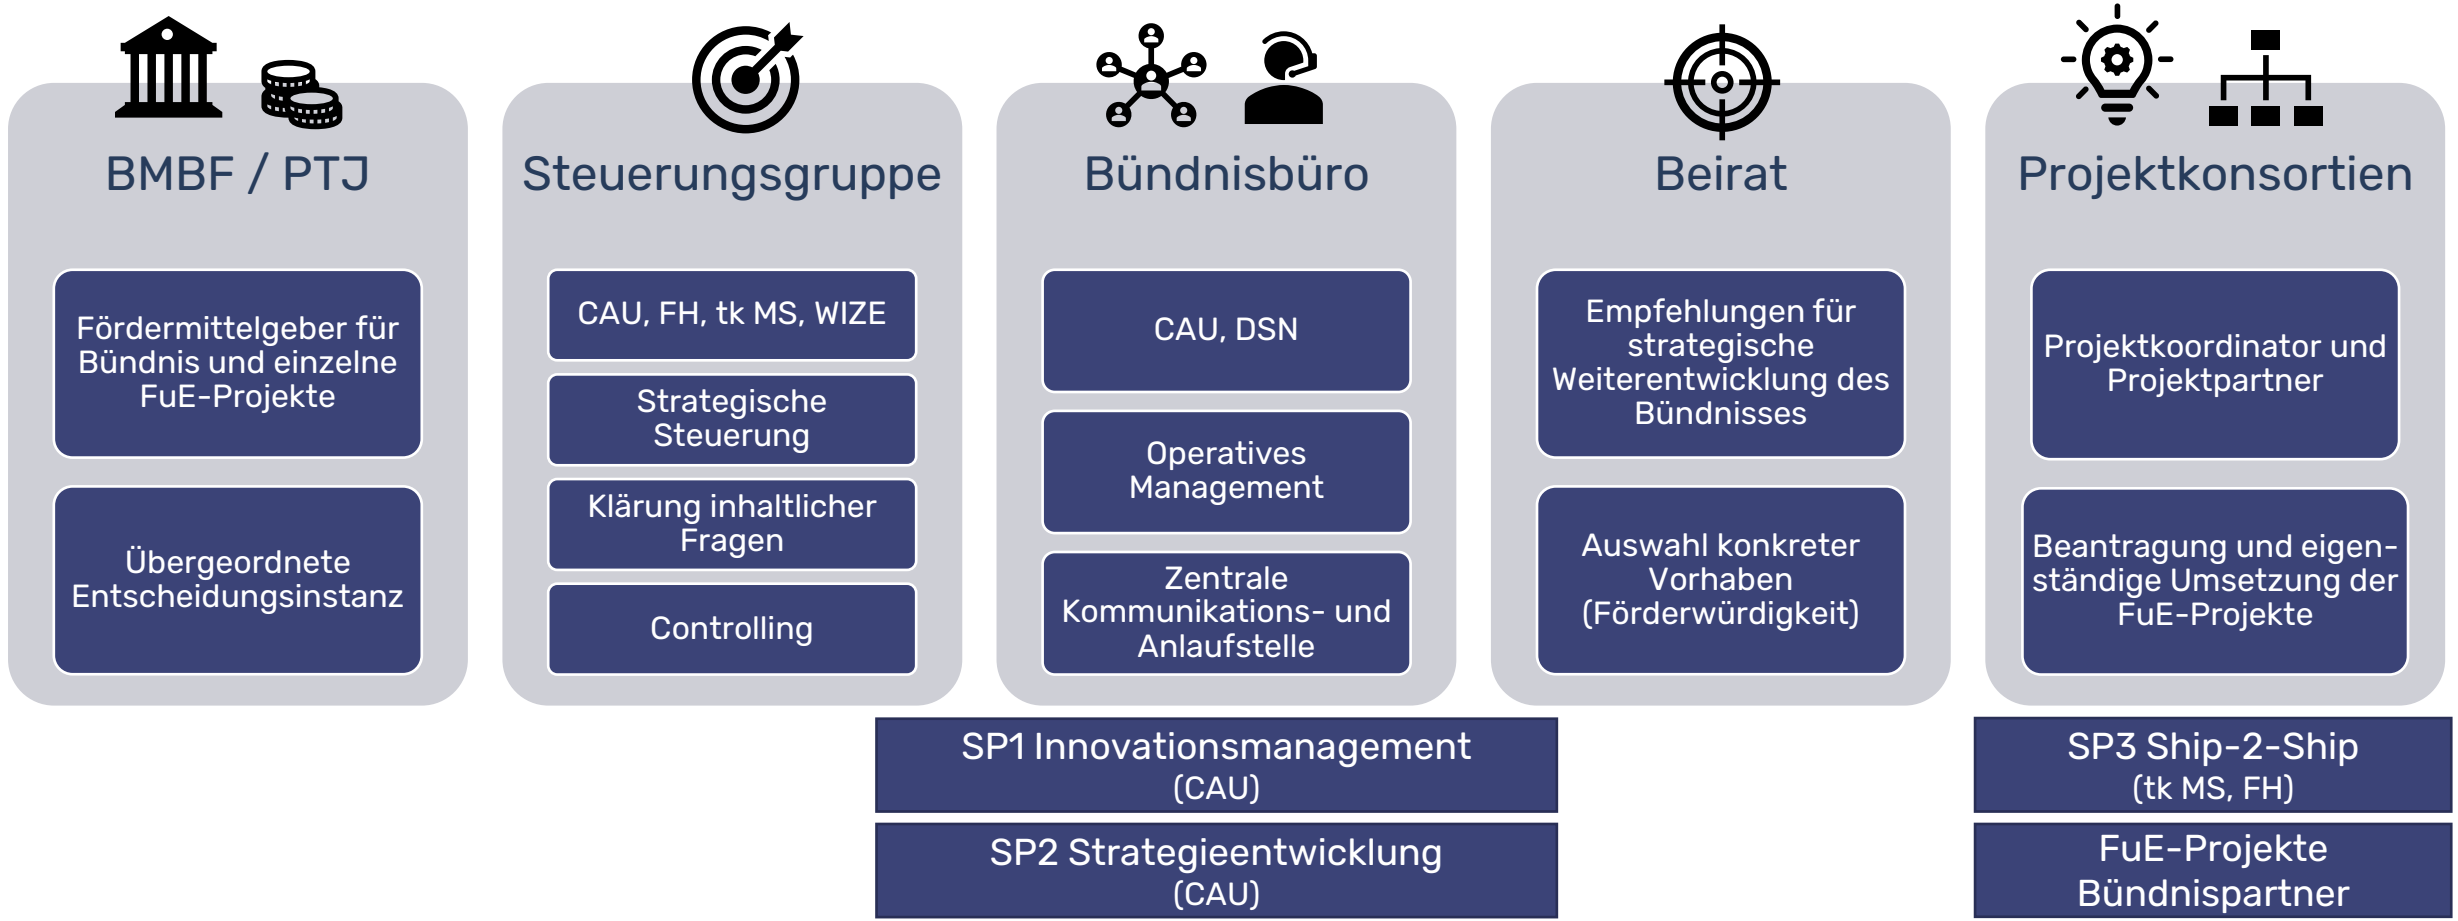 BMBF / PTJ
Fördermittelgeber für
Bündnis und einzelne
FuE-Projekte
Übergeordnete
Entscheidungsinstanz
Steuerungsgruppe
CAU, FH, tk MS, WIZE
Strategische
Steuerung
Klärung inhaltlicher
Fragen
Controlling
Bündnisbüro
CAU, DSN
Operatives
Management
Zentrale
Kommunikations- und
Anlaufstelle
Beirat
Empfehlungen für
strategische
Weiterentwicklung des
Bündnisses
Auswahl konkreter
Vorhaben
(Förderwürdigkeit)
Projektkonsortien
Projektkoordinator und
Projektpartner
Beantragung und eigen-
ständige Umsetzung der
FuE-Projekte
SP1 Innovationsmanagement
(CAU)
SP2 Strategieentwicklung
(CAU)
SP3 Ship-2-Ship
(tk MS, FH)
FuE-Projekte
Bündnispartner